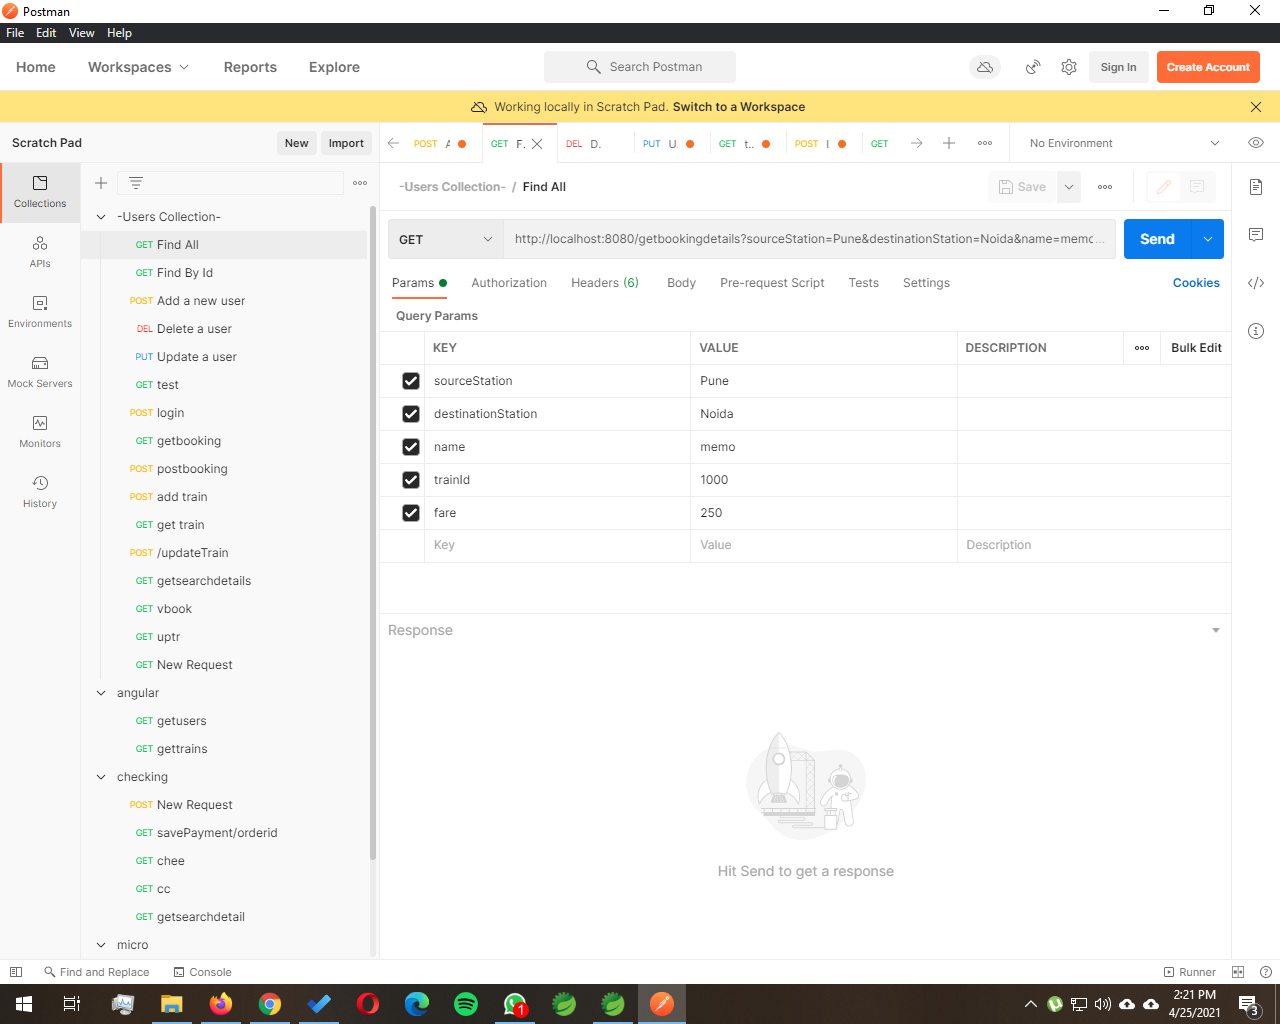 Postman
File Edit View Help
Home Workspaces Reports Explore Search Postman Sign In Create Account
Working locally in Scratch Pad. Switch to a Workspace
Scratch Pad New Import
POST GET F. DEL D. PUT U. GET t.. POST l. GET No Environment
Collections
APIs
Environments
Mock Servers
Monitors
History
-Users Collection-
GET Find All
GET Find By Id
POST Add a new user
DEL Delete a user
PUT Update a user
GET test
POST login
GET getbooking
POST postbooking
POST add train
GET get train
POST /updateTrain
GET getsearchdetails
GET vbook
GET uptr
GET New Request
angular
GET getusers
GET gettrains
checking
POST New Request
GET savePayment/orderid
GET chee
GET cc
GET getsearchdetail
micro
-Users Collection- / Find All Save
GET http://localhost:8080/getbookingdetails?sourceStation=Pune&destinationStation=Noida&name=memo... Send
Params Authorization Headers (6) Body Pre-request Script Tests Settings Cookies
Query Params
KEY VALUE DESCRIPTION Bulk Edit
sourceStation Pune
destinationStation Noida
name memo
trainId 1000
fare 250
Key Value Description
Response
Hit Send to get a response
Find and Replace Console Runner
1
2:21 PM
4/25/2021
3